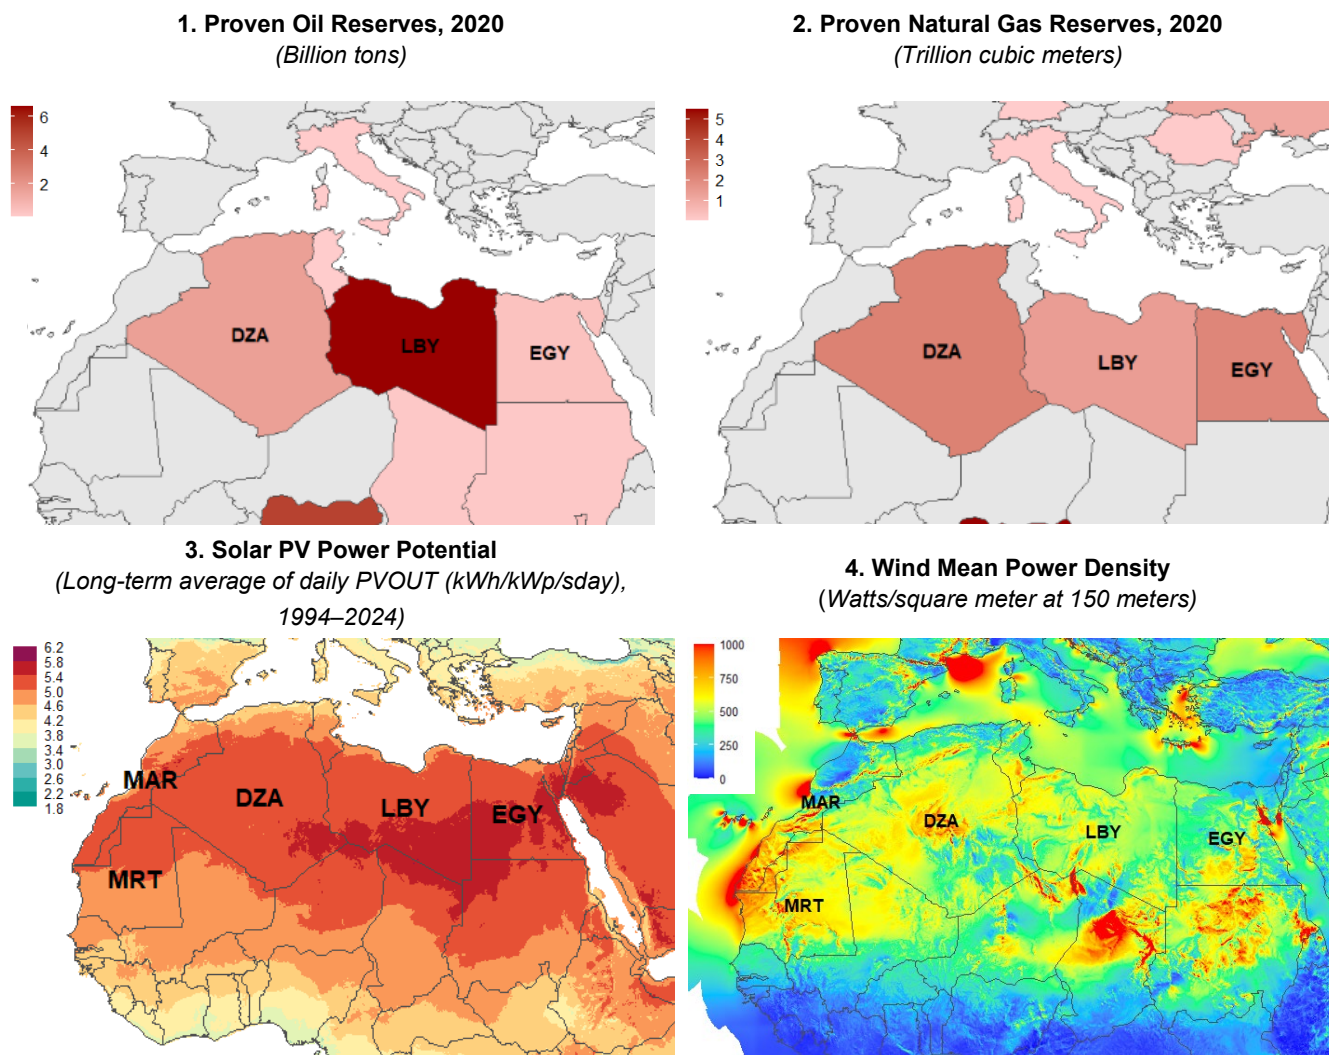 1. Proven Oil Reserves, 2020
(Billion tons)
6
4
2
DZA
LBY
EGY
2. Proven Natural Gas Reserves, 2020
(Trillion cubic meters)
5
4
3
2
1
DZA
LBY
EGY
3. Solar PV Power Potential
(Long-term average of daily PVOUT (kWh/kWp/sday),
1994–2024)
6.2
5.8
5.4
5.0
4.6
4.2
3.8
3.4
3.0
2.6
2.2
1.8
MAR
DZA
LBY
EGY
MRT
4. Wind Mean Power Density
(Watts/square meter at 150 meters)
1000
750
500
250
0
MAR
DZA
LBY
EGY
MRT